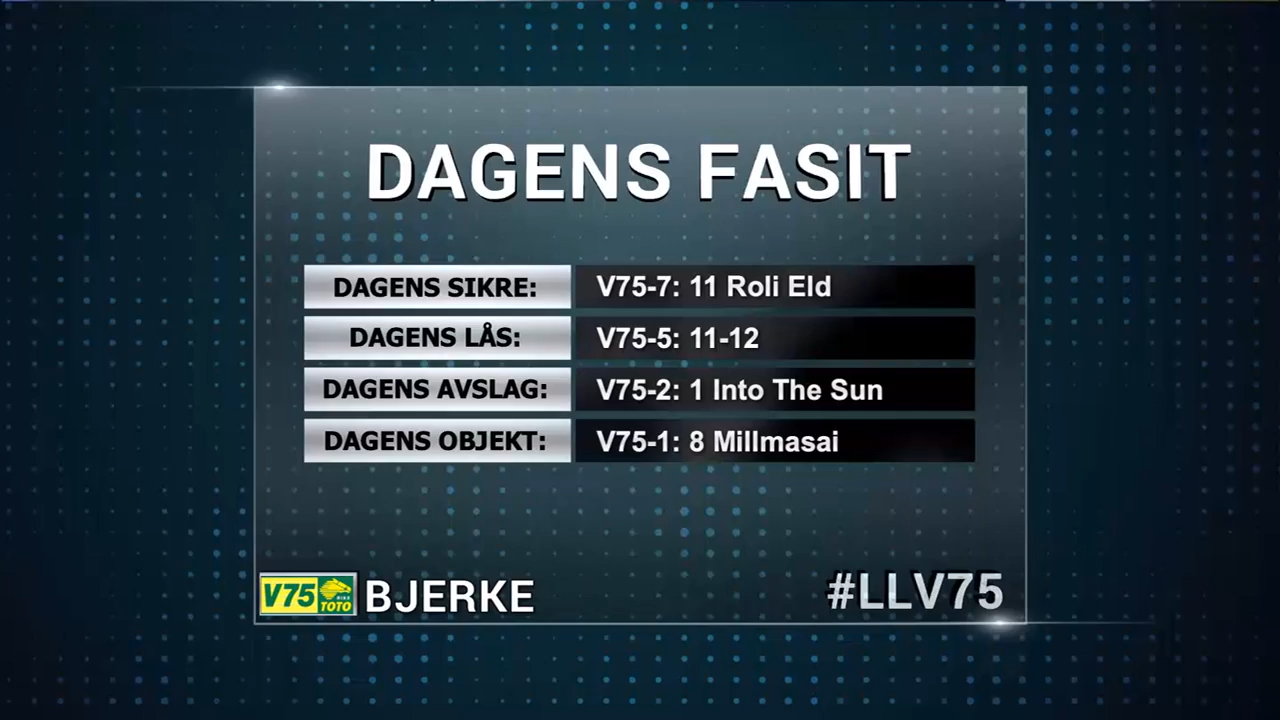 DAGENS FASIT
DAGENS SIKRE: V75-7: 11 Roli Eld
DAGENS LÅS: V75-5: 11-12
DAGENS AVSLAG: V75-2: 1 Into The Sun
DAGENS OBJEKT: V75-1: 8 Millmasai
V75 RIKS TOTO BJERKE #LLV75